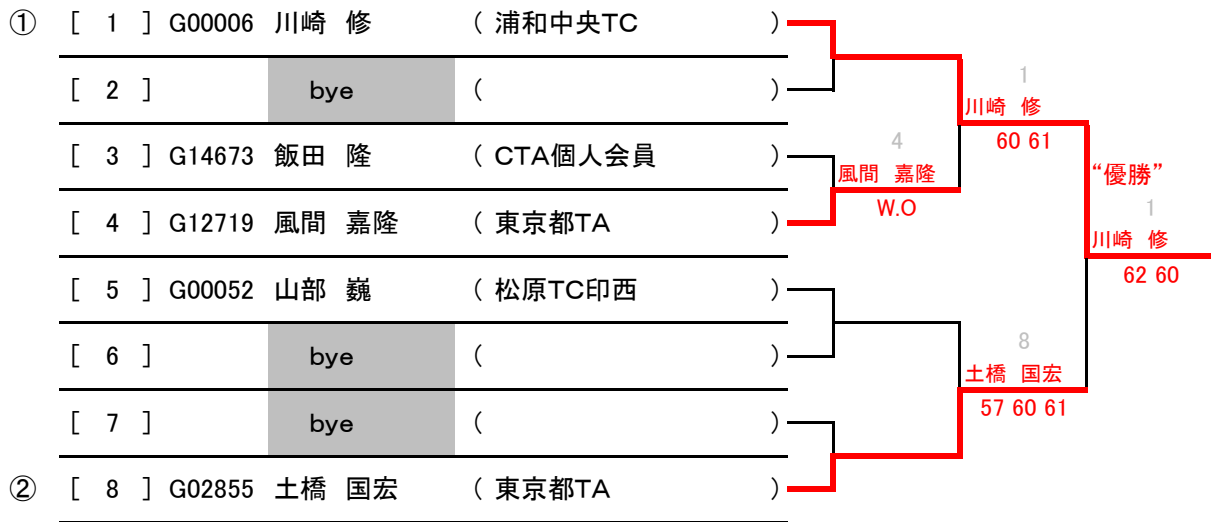 ① [ 1 ] G00006 川崎 修 ( 浦和中央TC )
[ 2 ] bye ( )
1
川崎 修
[ 3 ] G14673 飯田 隆 ( CTA個人会員 )
4
60 61
風間 嘉隆
“優勝”
[ 4 ] G12719 風間 嘉隆 ( 東京都TA )
W.O
1
川崎 修
[ 5 ] G00052 山部 巍 ( 松原TC印西 )
62 60
[ 6 ] bye ( )
8
土橋 国宏
[ 7 ] bye ( )
57 60 61
② [ 8 ] G02855 土橋 国宏 ( 東京都TA )